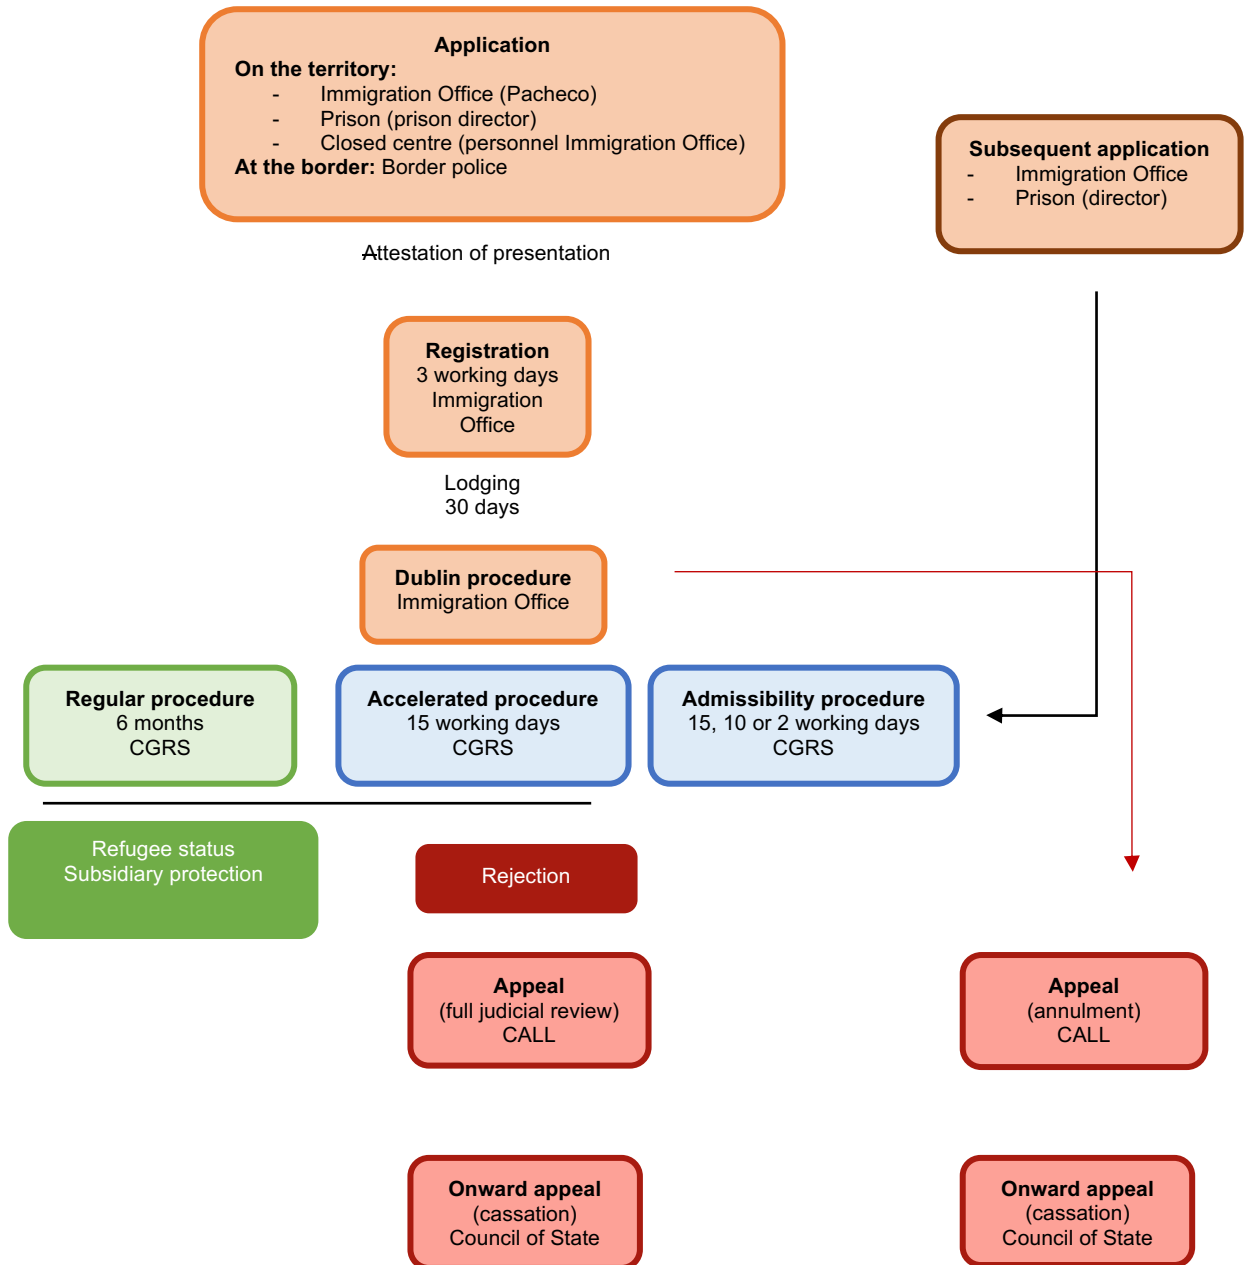 Application
On the territory:
- Immigration Office (Pacheco)
- Prison (prison director)
- Closed centre (personnel Immigration Office)
At the border: Border police
Subsequent application
- Immigration Office
- Prison (director)
Attestation of presentation
Registration
3 working days
Immigration
Office
Lodging
30 days
Dublin procedure
Immigration Office
Regular procedure
6 months
CGRS
Accelerated procedure
15 working days
CGRS
Admissibility procedure
15, 10 or 2 working days
CGRS
Refugee status
Subsidiary protection
Rejection
Appeal
(full judicial review)
CALL
Appeal
(annulment)
CALL
Onward appeal
(cassation)
Council of State
Onward appeal
(cassation)
Council of State